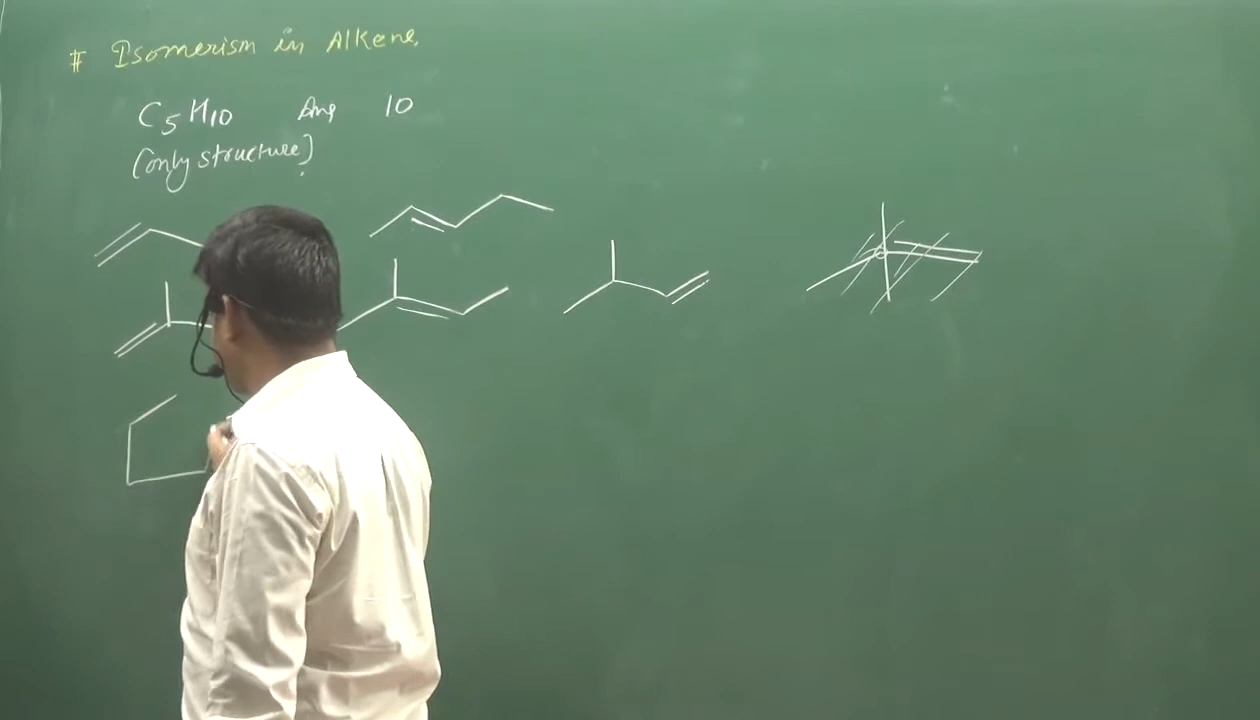 # Isomerism in Alkene,
C5H10 Ans 10
(only structure)